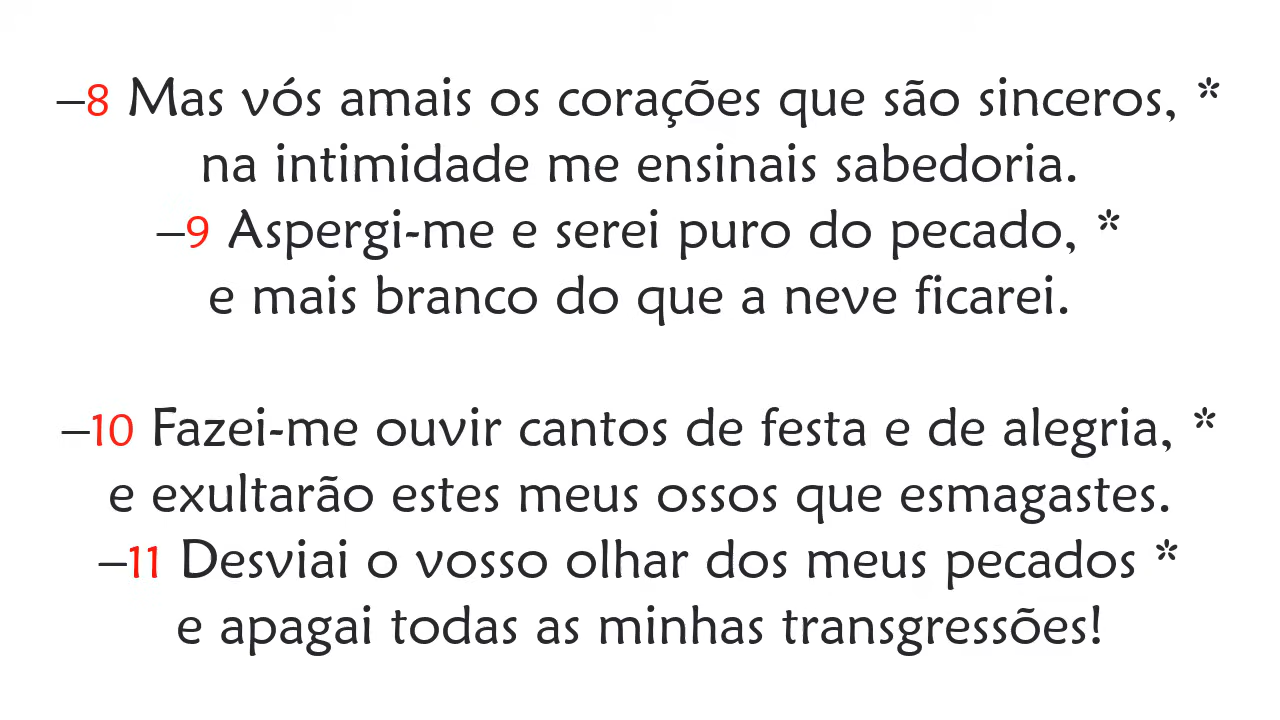 –8 Mas vós amais os corações que são sinceros, *
na intimidade me ensinais sabedoria.
–9 Aspergi-me e serei puro do pecado, *
e mais branco do que a neve ficarei.
–10 Fazei-me ouvir cantos de festa e de alegria, *
e exultarão estes meus ossos que esmagastes.
–11 Desviai o vosso olhar dos meus pecados *
e apagai todas as minhas transgressões!